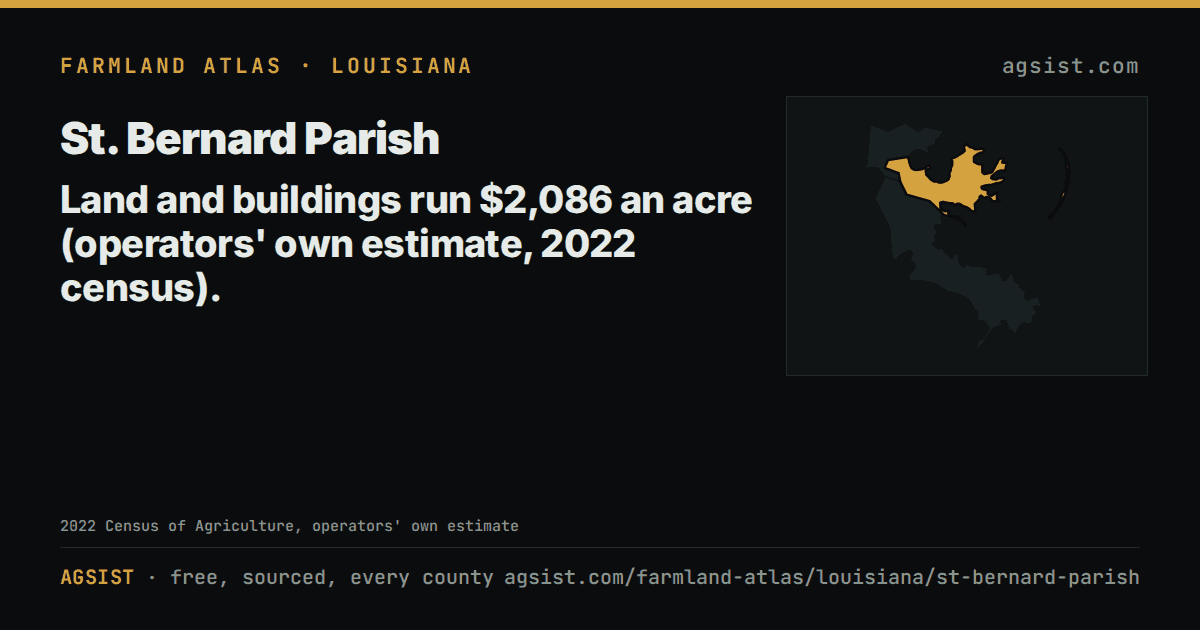 FARMLAND ATLAS · LOUISIANA
agsist.com
St. Bernard Parish
Land and buildings run $2,086 an acre
(operators' own estimate, 2022
census).
2022 Census of Agriculture, operators' own estimate
AGSIST · free, sourced, every county agsist.com/farmland-atlas/louisiana/st-bernard-parish